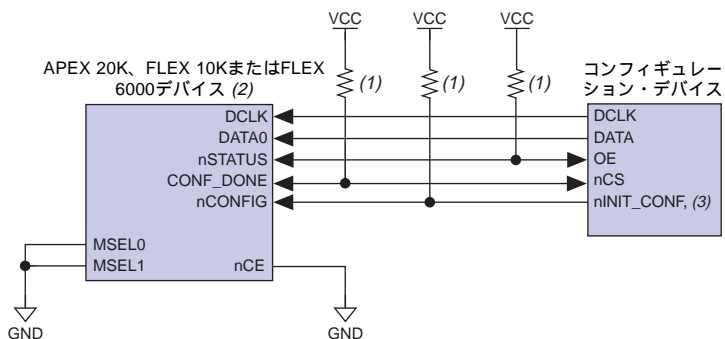 VCC VCC VCC
APEX 20K、FLEX 10KまたはFLEX
6000デバイス (2)
(1) (1) (1)
コンフィギュレー
ション・デバイス
DCLK DCLK
DATA0 DATA
nSTATUS OE
CONF_DONE nCS
nCONFIG nINIT_CONF, (3)
MSEL0
MSEL1 nCE
GND GND